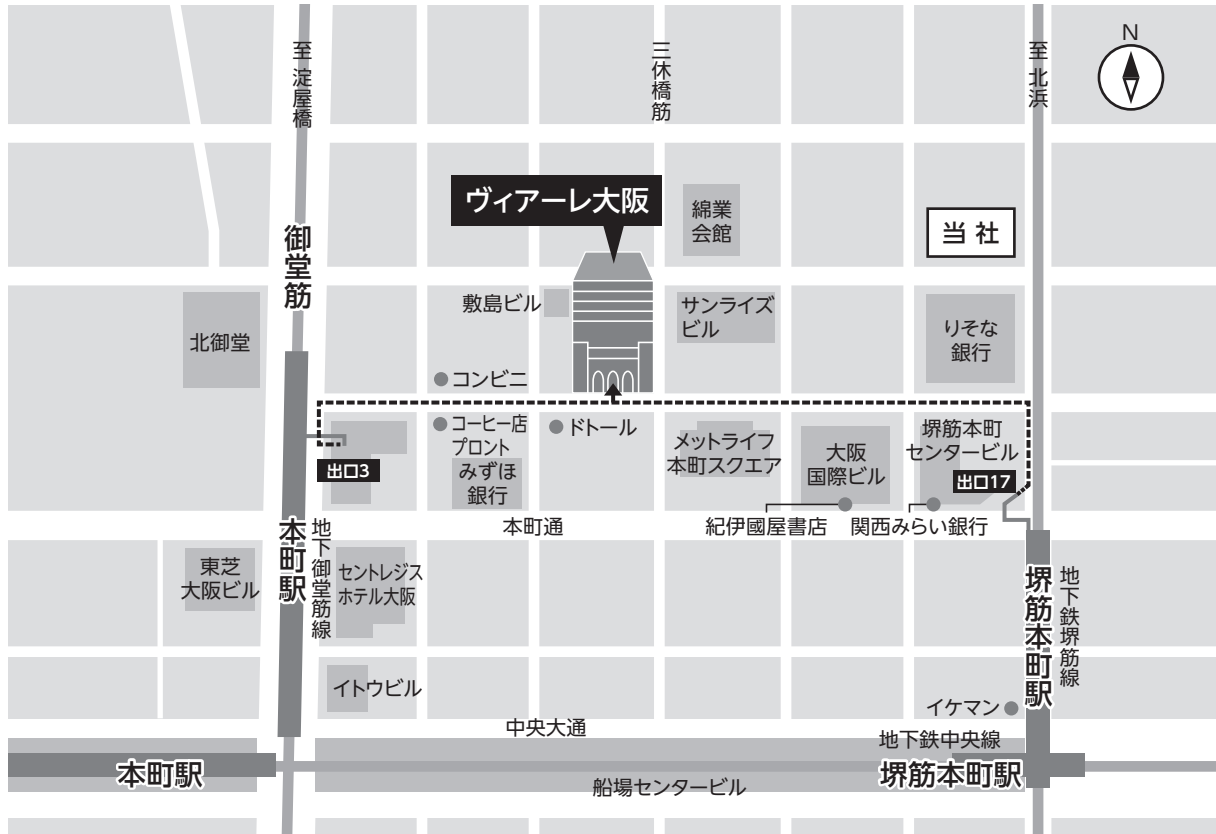 N
至 淀屋橋
三休橋筋
至 北浜
ヴィアーレ大阪
綿業
会館
当 社
御堂筋
敷島ビル
サンライズ
ビル
北御堂
りそな
銀行
コンビニ
コーヒー店
プロント
ドトール
みずほ
銀行
メットライフ
本町スクエア
大阪
国際ビル
堺筋本町
センタービル
出口3
出口17
本町通
紀伊國屋書店
関西みらい銀行
本町駅
地下御堂筋線
東芝
大阪ビル
セントレジス
ホテル大阪
堺筋本町駅
地下鉄堺筋線
イトウビル
イケマン
中央大通
地下鉄中央線
本町駅
堺筋本町駅
船場センタービル